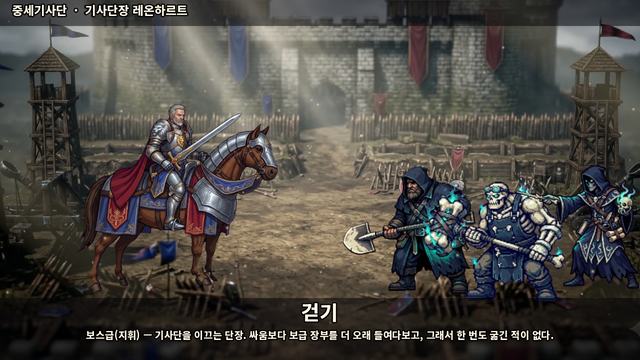 중세기사단 · 기사단장 레온하르트
걷기
보스급(지휘) — 기사단을 이끄는 단장. 싸움보다 보급 장부를 더 오래 들여다보고, 그래서 한 번도 굶긴 적이 없다.